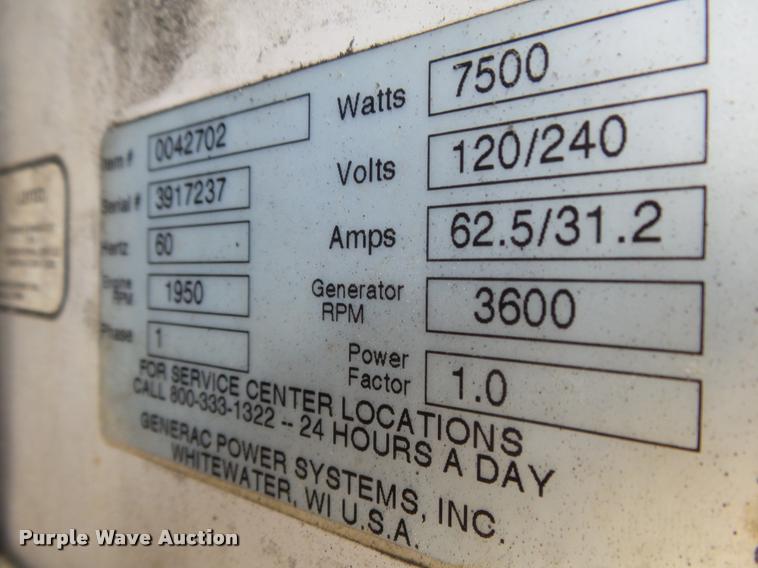 Item # 0042702
Serial # 3917237
Hertz 60
Engine RPM 1950
Phase 1
Watts 7500
Volts 120/240
Amps 62.5/31.2
Generator RPM 3600
Power Factor 1.0
FOR SERVICE CENTER LOCATIONS
CALL 800-333-1322 -- 24 HOURS A DAY
GENERAC POWER SYSTEMS, INC.
WHITEWATER, WI U.S.A.
Purple Wave Auction